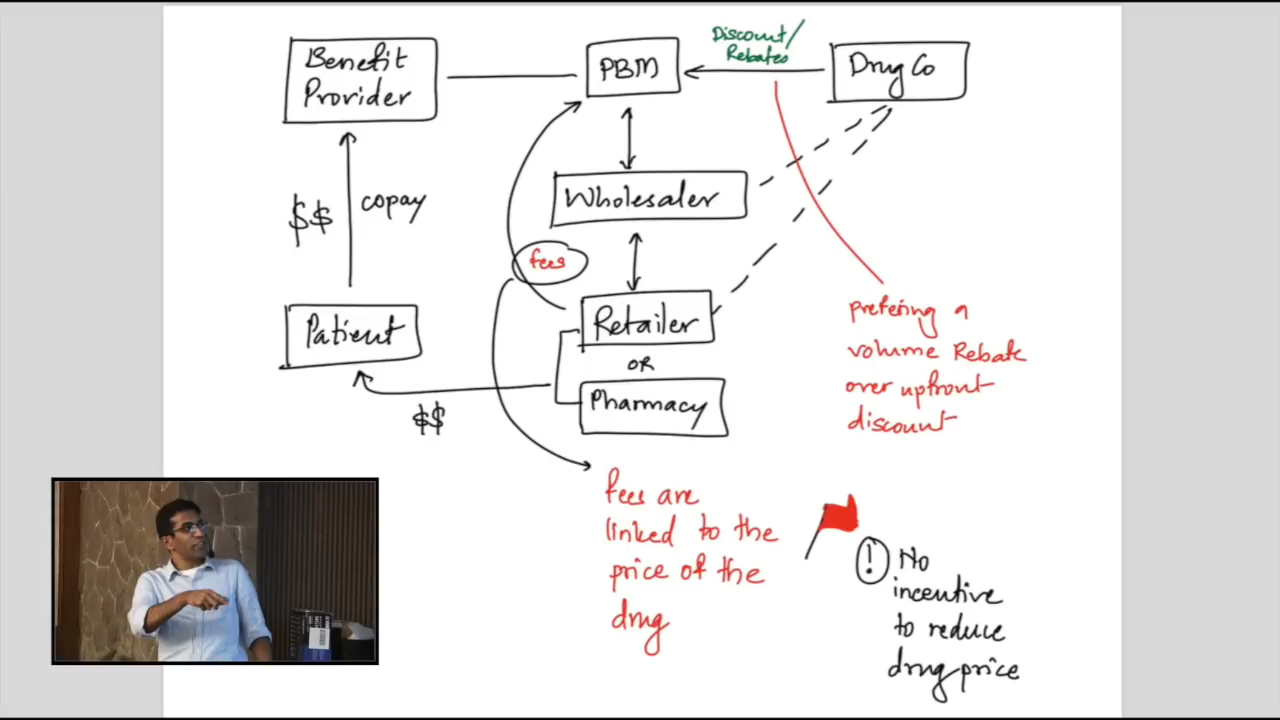 Benefit
Provider
PBM
Discount/
Rebates
Drug Co
$$
copay
Wholesaler
fees
Patient
Retailer
OR
Pharmacy
$$
prefering a
volume Rebate
over upfront
discount
fees are
linked to the
price of the
drug
! No
incentive
to reduce
drug price